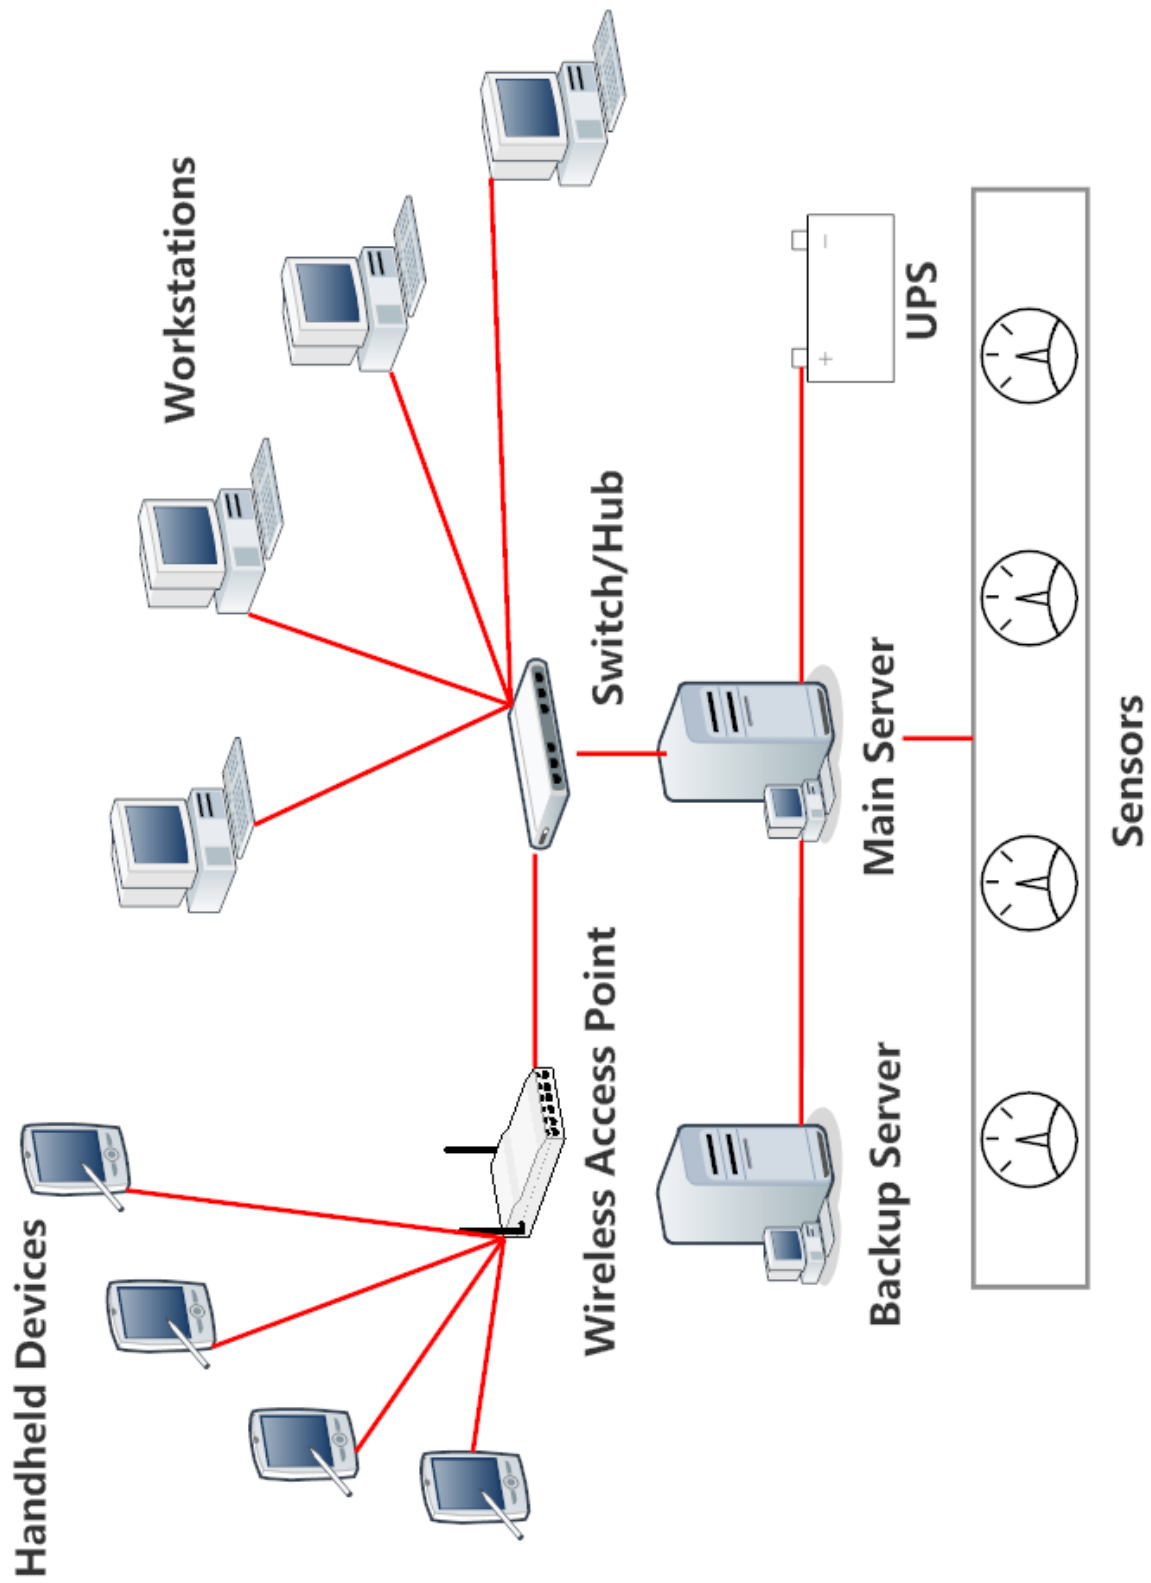 Handheld Devices
Workstations
Wireless Access Point
Switch/Hub
Backup Server
Main Server
+
−
UPS
Sensors